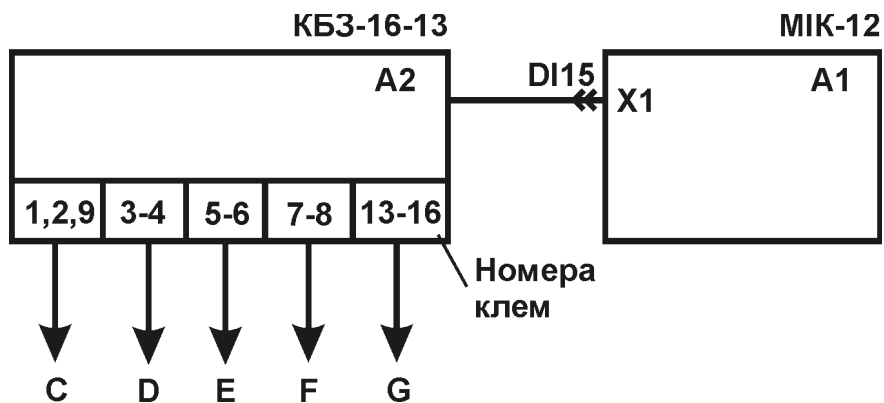 КБЗ-16-13
МІК-12
A2
DI15
X1
A1
1,2,9
3-4
5-6
7-8
13-16
Номера
клем
C
D
E
F
G